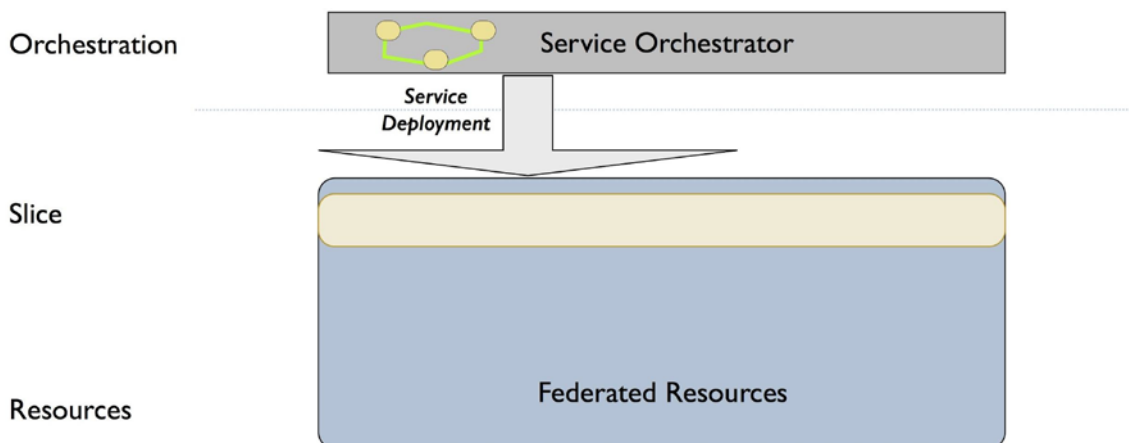 Orchestration
Service Orchestrator
Service
Deployment
Slice
Federated Resources
Resources